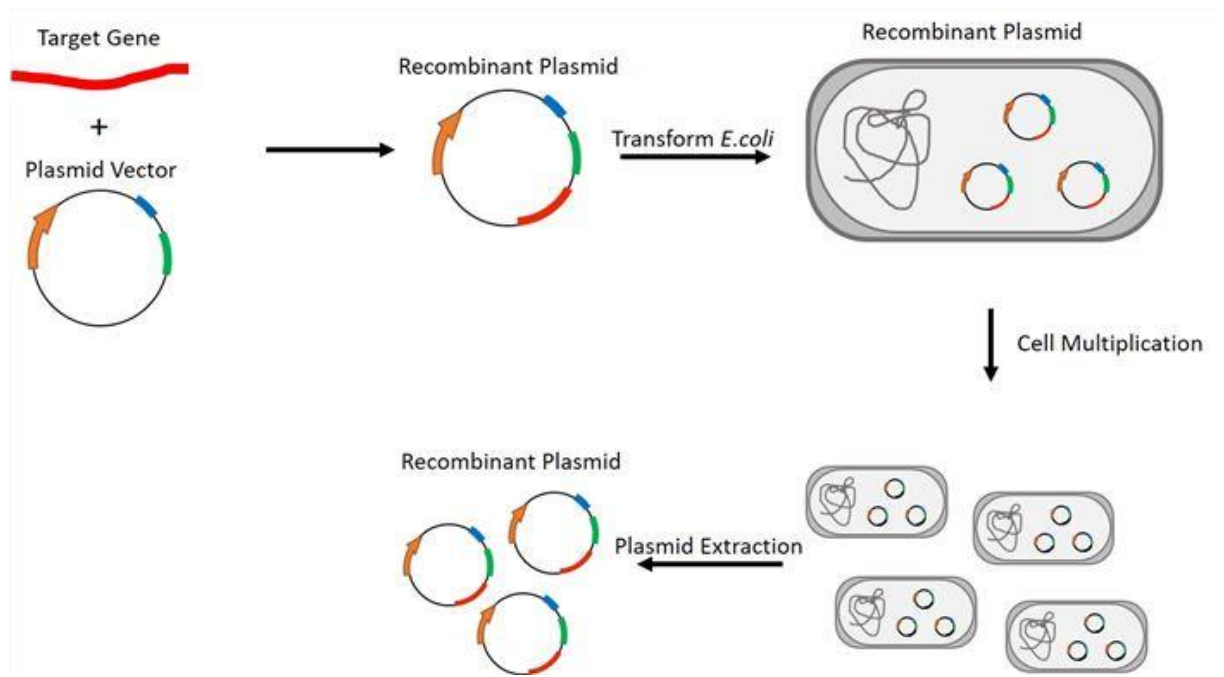 Target Gene
+
Plasmid Vector
Recombinant Plasmid
Transform E.coli
Recombinant Plasmid
Cell Multiplication
Recombinant Plasmid
Plasmid Extraction